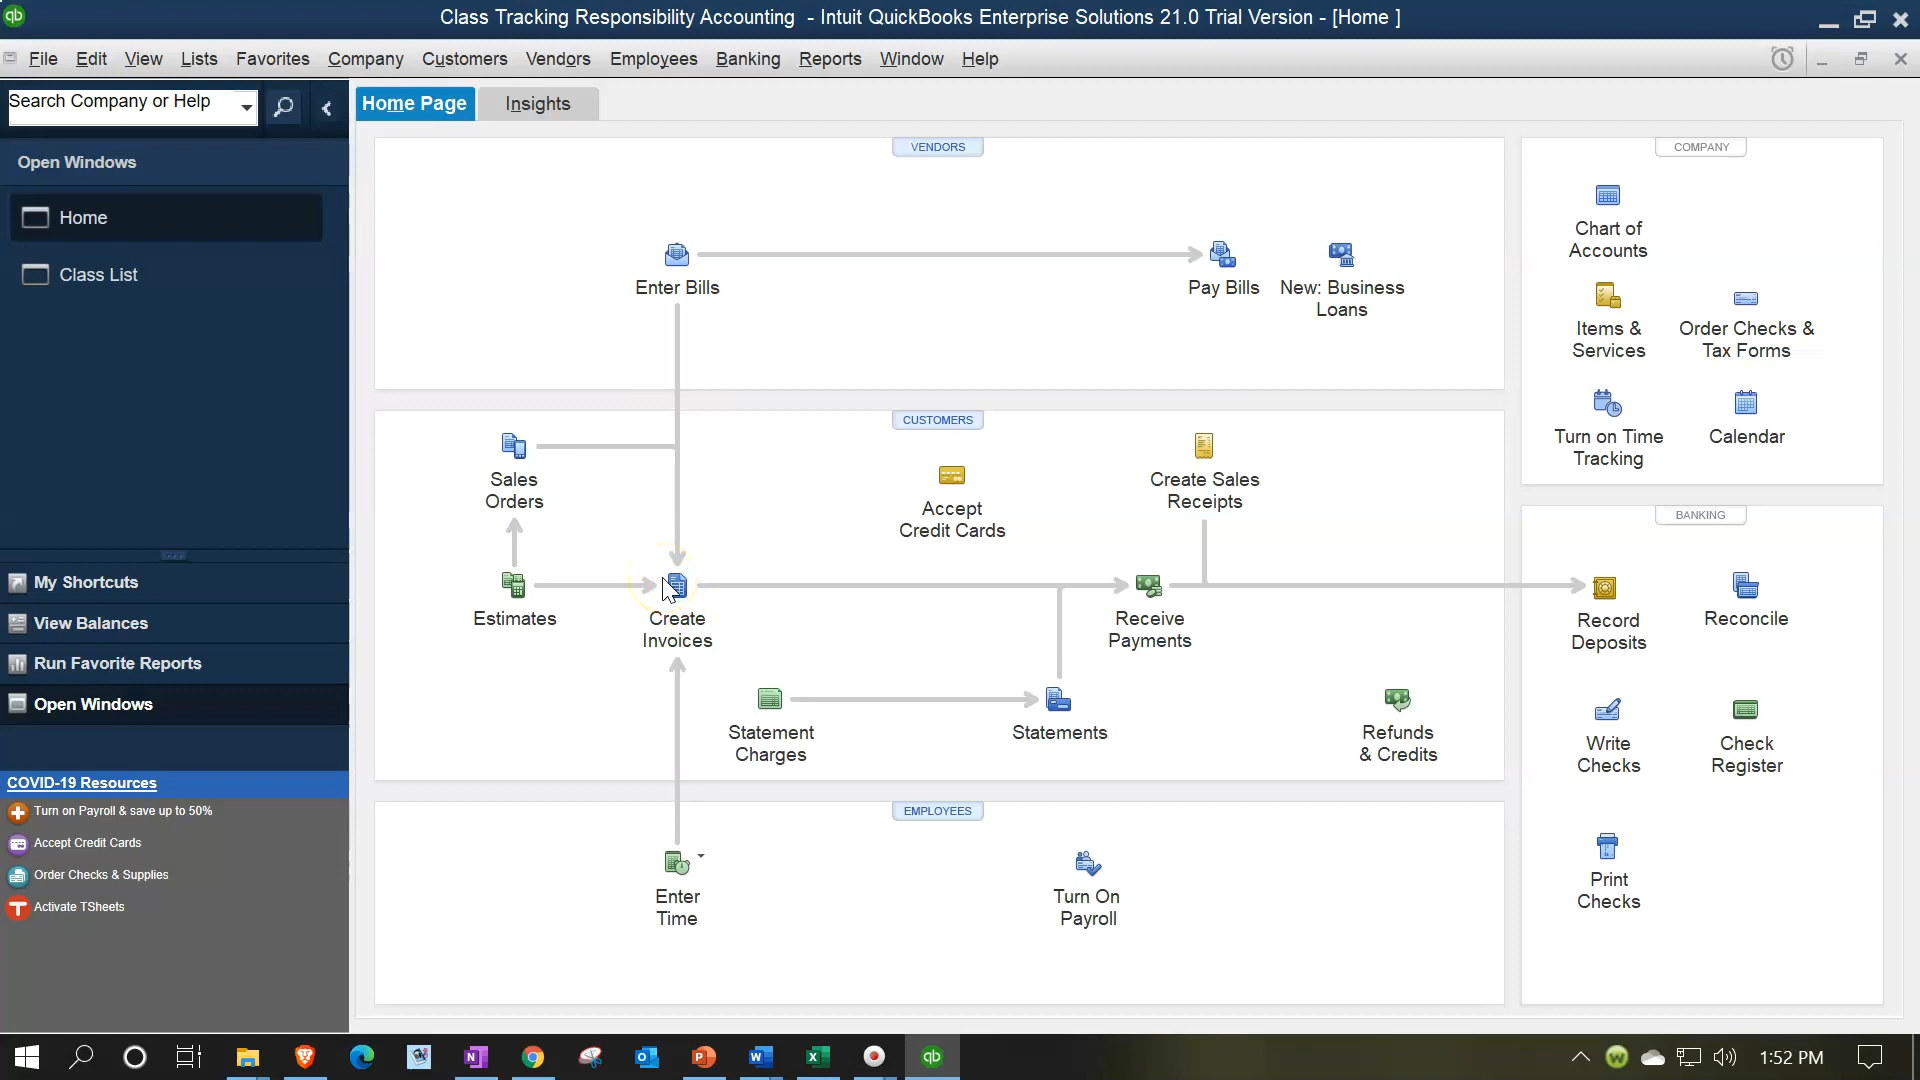 qb
Class Tracking Responsibility Accounting - Intuit QuickBooks Enterprise Solutions 21.0 Trial Version - [Home ]
File Edit View Lists Favorites Company Customers Vendors Employees Banking Reports Window Help
Search Company or Help
Home Page
Insights
Open Windows
Home
Class List
My Shortcuts
View Balances
Run Favorite Reports
Open Windows
COVID-19 Resources
Turn on Payroll & save up to 50%
Accept Credit Cards
Order Checks & Supplies
Activate TSheets
VENDORS
Enter Bills
Pay Bills
New: Business
Loans
CUSTOMERS
Sales
Orders
Accept
Credit Cards
Create Sales
Receipts
Estimates
Create
Invoices
Receive
Payments
Statement
Charges
Statements
Refunds
& Credits
EMPLOYEES
Enter
Time
Turn On
Payroll
COMPANY
Chart of
Accounts
Items &
Services
Order Checks &
Tax Forms
Turn on Time
Tracking
Calendar
BANKING
Record
Deposits
Reconcile
Write
Checks
Check
Register
Print
Checks
1:52 PM